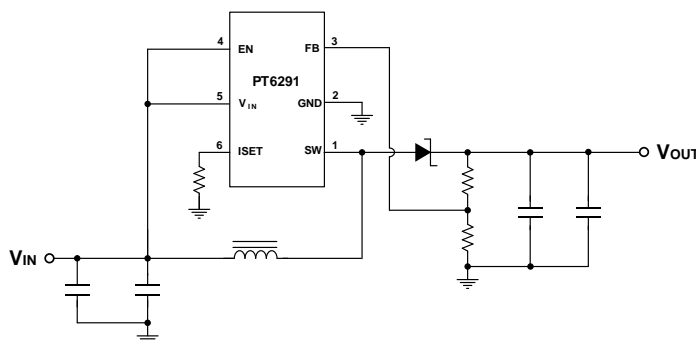 4 EN FB 3
PT6291
5 VIN GND 2
6 ISET SW 1
VOUT
VIN